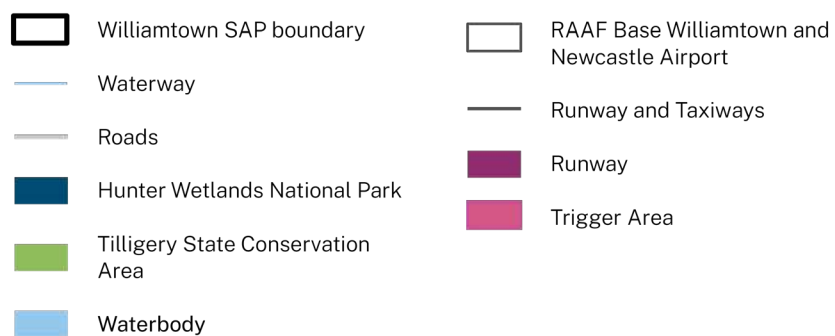 Williamtown SAP boundary
Waterway
Roads
Hunter Wetlands National Park
Tilligery State Conservation
Area
Waterbody
RAAF Base Williamtown and
Newcastle Airport
Runway and Taxiways
Runway
Trigger Area